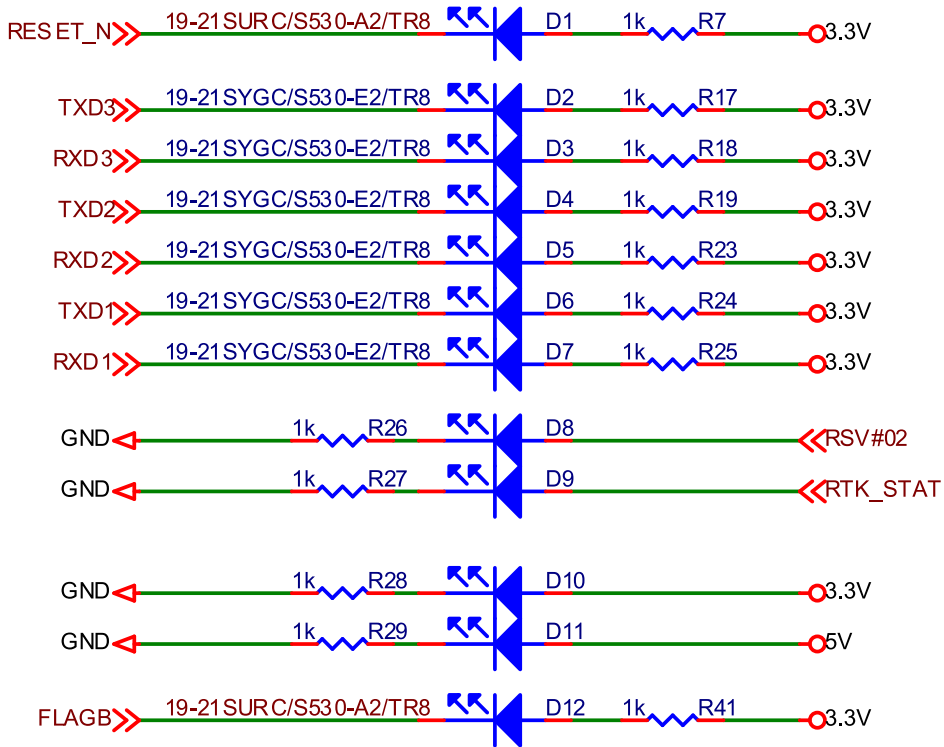 RESET_N 19-21SURC/S530-A2/TR8 D1 1k R7 3.3V
TXD3 19-21SYGC/S530-E2/TR8 D2 1k R17 3.3V
RXD3 19-21SYGC/S530-E2/TR8 D3 1k R18 3.3V
TXD2 19-21SYGC/S530-E2/TR8 D4 1k R19 3.3V
RXD2 19-21SYGC/S530-E2/TR8 D5 1k R23 3.3V
TXD1 19-21SYGC/S530-E2/TR8 D6 1k R24 3.3V
RXD1 19-21SYGC/S530-E2/TR8 D7 1k R25 3.3V
GND 1k R26 D8 RSV#02
GND 1k R27 D9 RTK_STAT
GND 1k R28 D10 3.3V
GND 1k R29 D11 5V
FLAGB 19-21SURC/S530-A2/TR8 D12 1k R41 3.3V